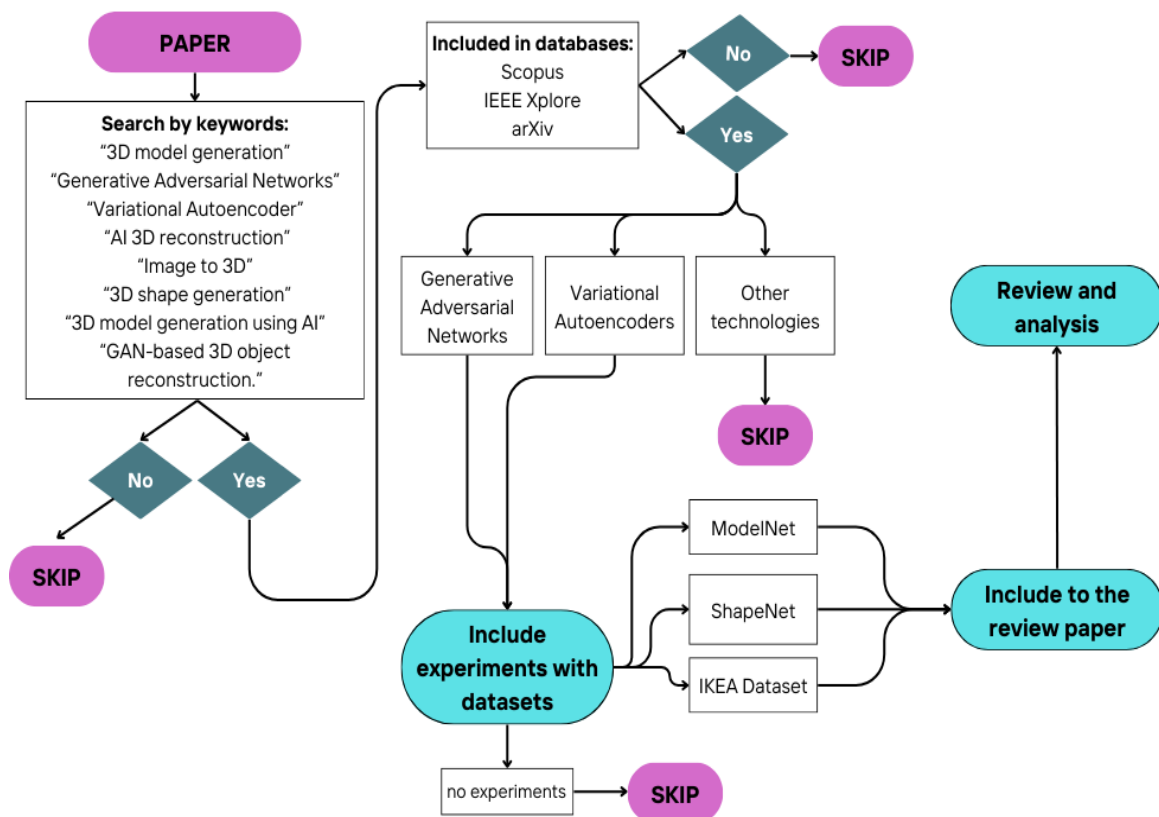 PAPER
Search by keywords:
“3D model generation”
“Generative Adversarial Networks”
“Variational Autoencoder”
“AI 3D reconstruction”
“Image to 3D”
“3D shape generation”
“3D model generation using AI”
“GAN-based 3D object
reconstruction.”
No
Yes
SKIP
Included in databases:
Scopus
IEEE Xplore
arXiv
No
SKIP
Yes
Generative
Adversarial
Networks
Variational
Autoencoders
Other
technologies
SKIP
Include
experiments with
datasets
no experiments
SKIP
ModelNet
ShapeNet
IKEA Dataset
Include to the
review paper
Review and
analysis